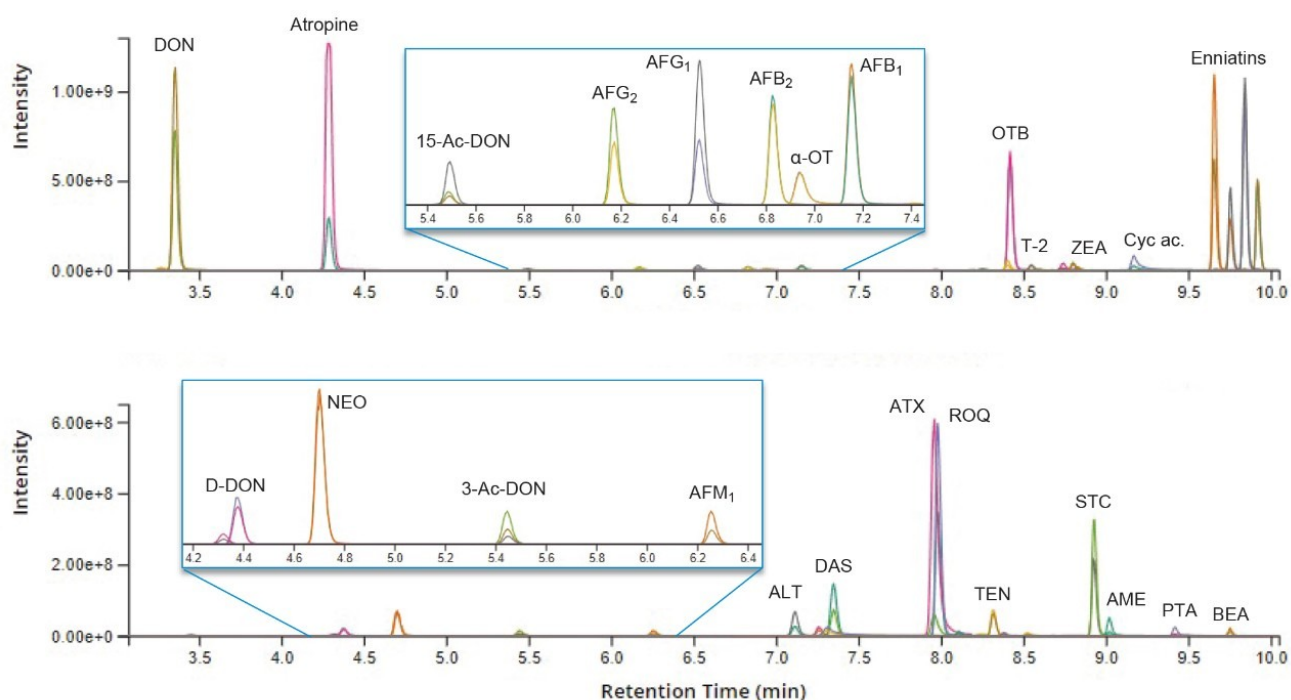 DON
Atropine
Intensity
1.00e+9
5.00e+8
0.00e+0
15-Ac-DON
AFG₂
AFG₁
AFB₂
α-OT
AFB₁
5.4 5.6 5.8 6.0 6.2 6.4 6.6 6.8 7.0 7.2 7.4
OTB
T-2
ZEA
Cyc ac.
Enniatins
3.5 4.0 4.5 5.0 5.5 6.0 6.5 7.0 7.5 8.0 8.5 9.0 9.5 10.0
Intensity
6.00e+8
4.00e+8
2.00e+8
0.00e+0
D-DON
NEO
3-Ac-DON
AFM₁
4.2 4.4 4.6 4.8 5.0 5.2 5.4 5.6 5.8 6.0 6.2 6.4
ALT
DAS
ATX
ROQ
TEN
STC
AME
PTA
BEA
3.5 4.0 4.5 5.0 5.5 6.0 6.5 7.0 7.5 8.0 8.5 9.0 9.5 10.0
Retention Time (min)